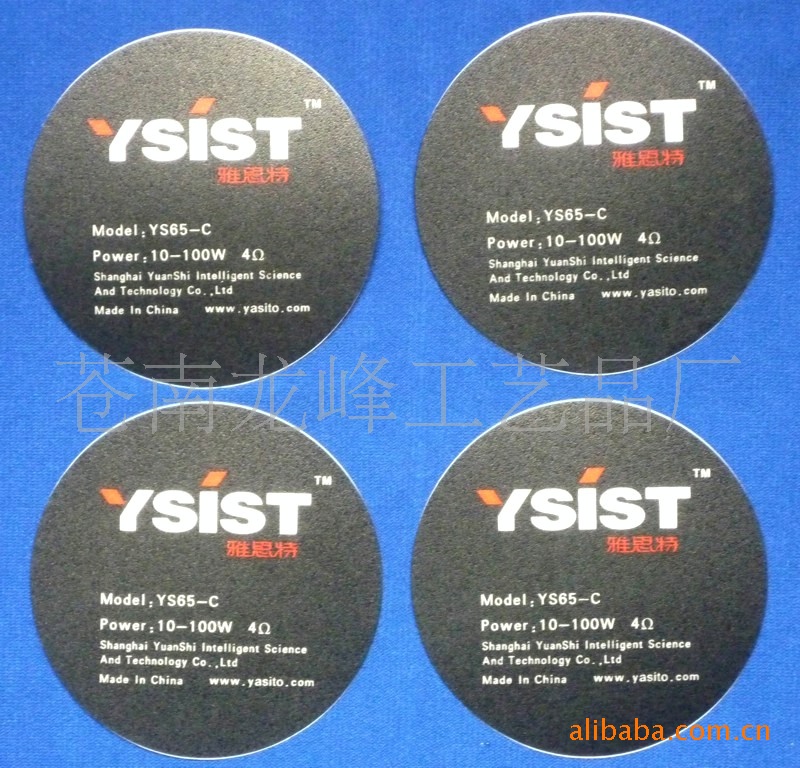 YSIST TM
雅思特
Model: YS65-C
Power: 10-100W 4Ω
Shanghai YuanShi Intelligent Science
And Technology Co.,Ltd
Made In China www.yasito.com
YSIST TM
雅思特
Model: YS65-C
Power: 10-100W 4Ω
Shanghai YuanShi Intelligent Science
And Technology Co.,Ltd
Made In China www.yasito.com
苍南龙峰工艺品厂
YSIST TM
雅思特
Model: YS65-C
Power: 10-100W 4Ω
Shanghai YuanShi Intelligent Science
And Technology Co.,Ltd
Made In China www.yasito.com
YSIST TM
雅思特
Model: YS65-C
Power: 10-100W 4Ω
Shanghai YuanShi Intelligent Science
And Technology Co.,Ltd
Made In China www.yasito.com
alibaba.com.cn